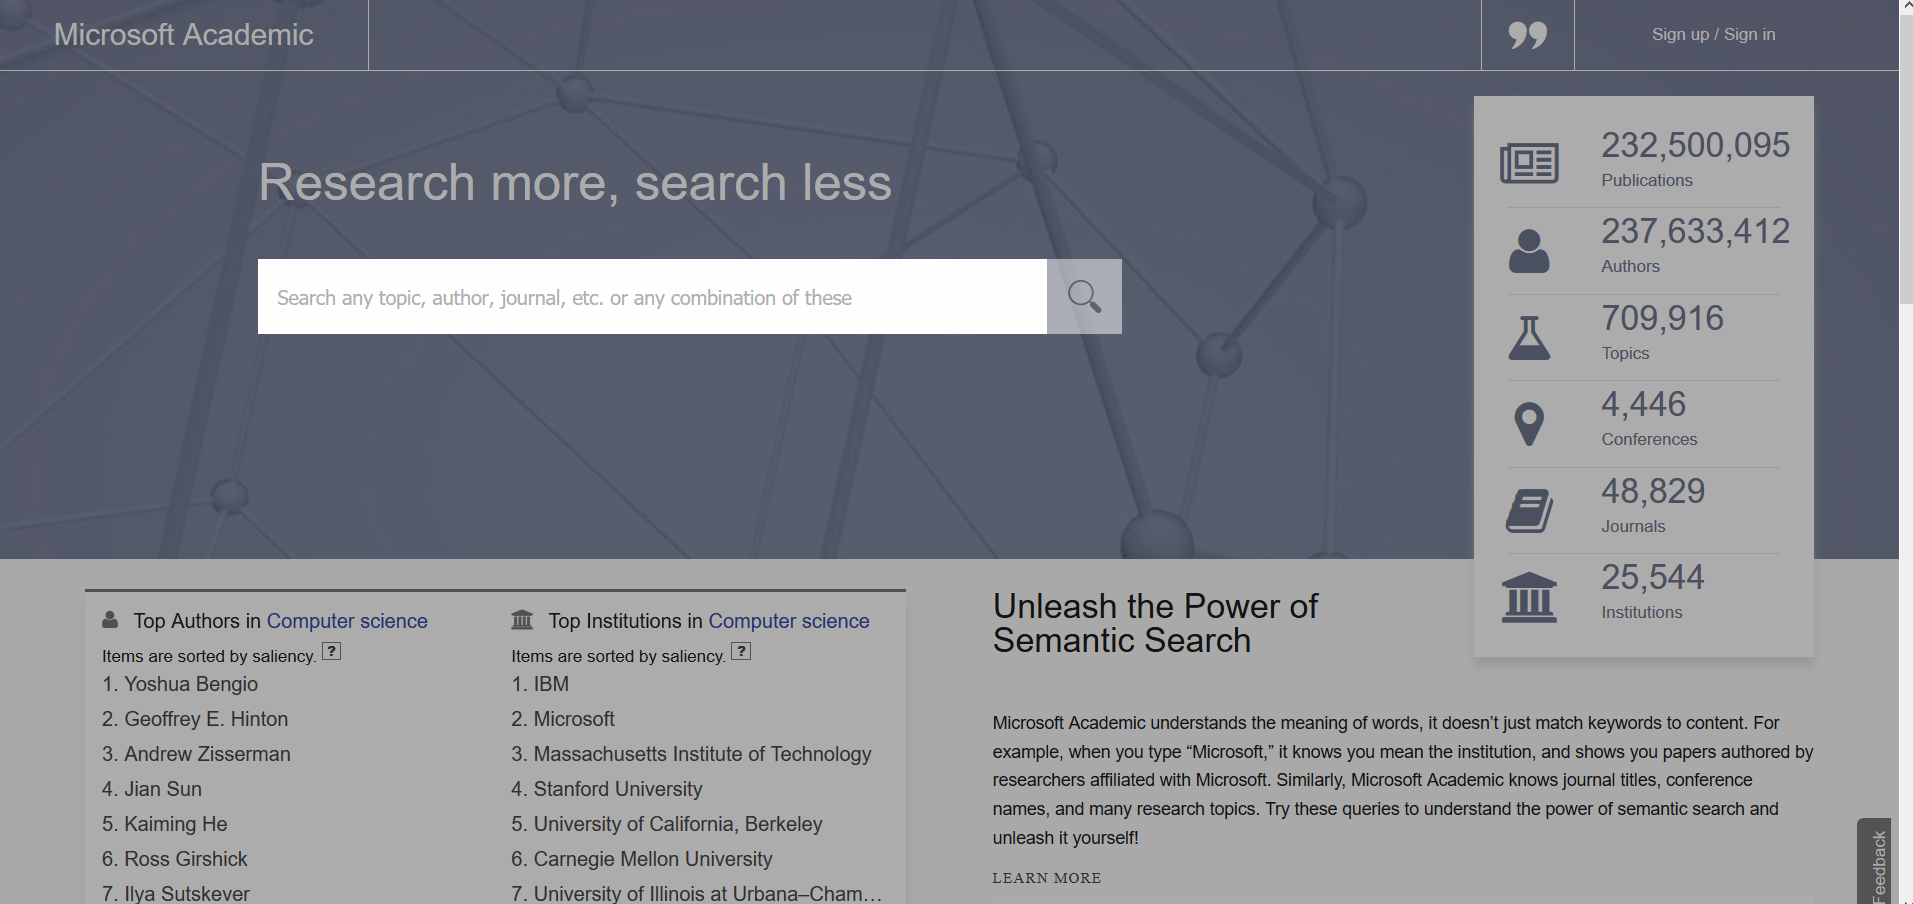 Microsoft Academic
Sign up / Sign in
Research more, search less
Search any topic, author, journal, etc. or any combination of these
232,500,095
Publications
237,633,412
Authors
709,916
Topics
4,446
Conferences
48,829
Journals
25,544
Institutions
Top Authors in Computer science
Items are sorted by saliency. ?
1. Yoshua Bengio
2. Geoffrey E. Hinton
3. Andrew Zisserman
4. Jian Sun
5. Kaiming He
6. Ross Girshick
7. Ilya Sutskever
Top Institutions in Computer science
Items are sorted by saliency. ?
1. IBM
2. Microsoft
3. Massachusetts Institute of Technology
4. Stanford University
5. University of California, Berkeley
6. Carnegie Mellon University
7. University of Illinois at Urbana–Cham…
Unleash the Power of
Semantic Search
Microsoft Academic understands the meaning of words, it doesn’t just match keywords to content. For
example, when you type “Microsoft,” it knows you mean the institution, and shows you papers authored by
researchers affiliated with Microsoft. Similarly, Microsoft Academic knows journal titles, conference
names, and many research topics. Try these queries to understand the power of semantic search and
unleash it yourself!
LEARN MORE
Feedback